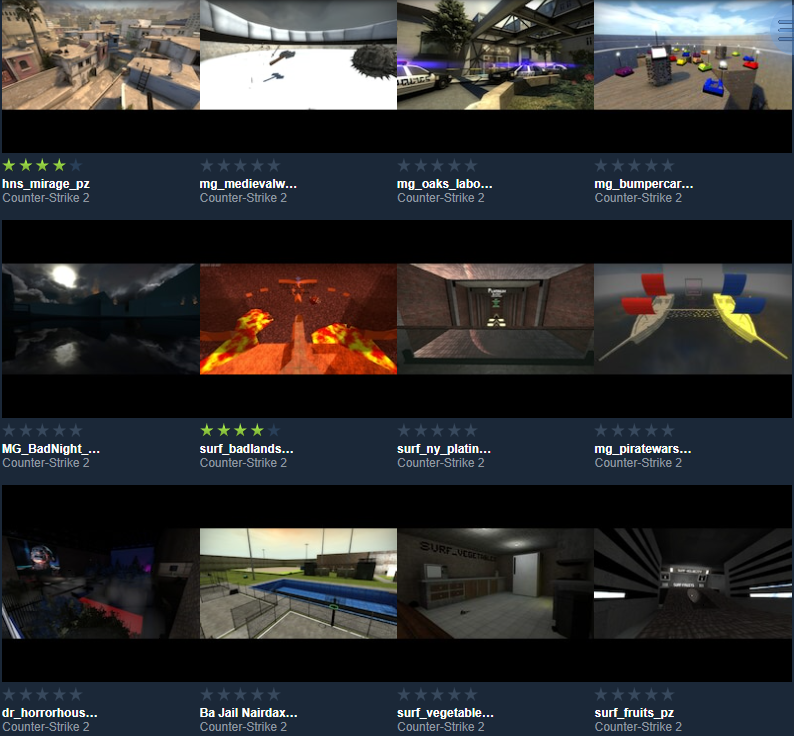 hns_mirage_pz
Counter-Strike 2
mg_medievalw...
Counter-Strike 2
mg_oaks_labo...
Counter-Strike 2
mg_bumpercar...
Counter-Strike 2
MG_BadNight_...
Counter-Strike 2
surf_badlands...
Counter-Strike 2
surf_ny_platin...
Counter-Strike 2
mg_piratewars...
Counter-Strike 2
SURF_VEGETABLES
dr_horrorhous...
Counter-Strike 2
Ba Jail Nairdax...
Counter-Strike 2
surf_vegetable...
Counter-Strike 2
surf_fruits_pz
Counter-Strike 2